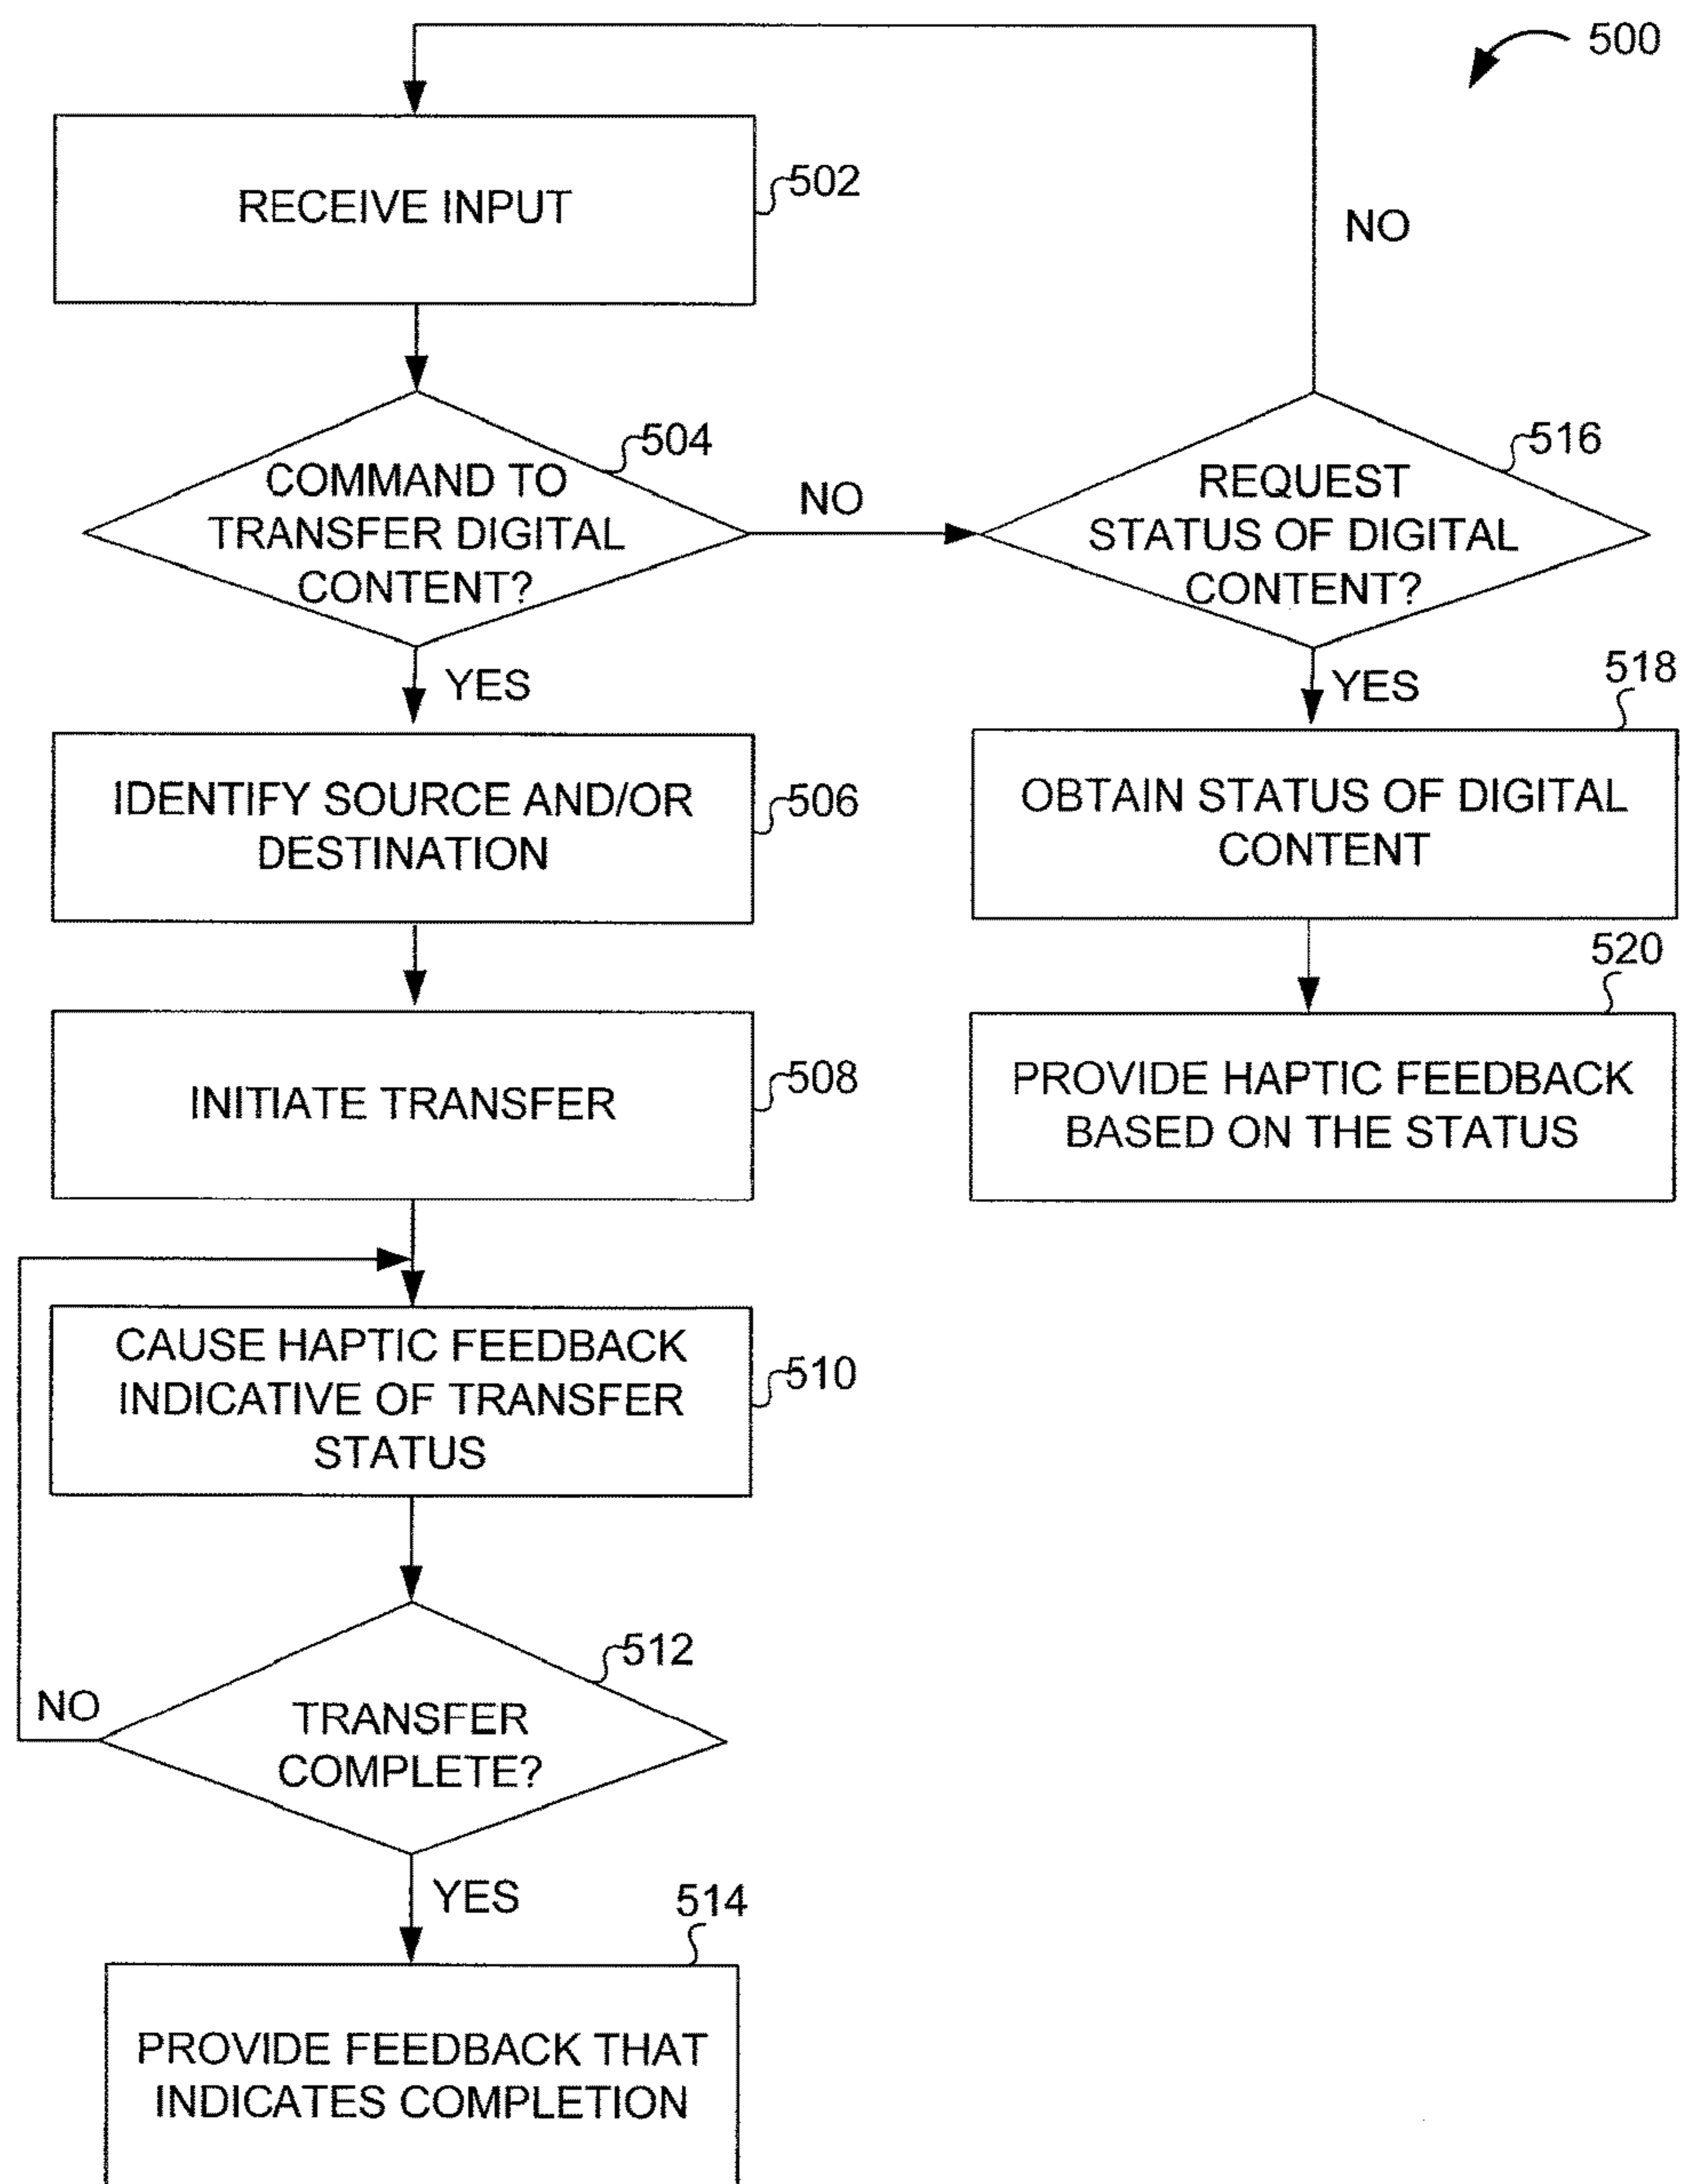 500
RECEIVE INPUT
502
NO
504
COMMAND TO
TRANSFER DIGITAL
CONTENT?
NO
516
REQUEST
STATUS OF DIGITAL
CONTENT?
YES
YES
518
IDENTIFY SOURCE AND/OR
DESTINATION
506
OBTAIN STATUS OF DIGITAL
CONTENT
520
INITIATE TRANSFER
508
PROVIDE HAPTIC FEEDBACK
BASED ON THE STATUS
CAUSE HAPTIC FEEDBACK
INDICATIVE OF TRANSFER
STATUS
510
512
NO
TRANSFER
COMPLETE?
YES
514
PROVIDE FEEDBACK THAT
INDICATES COMPLETION